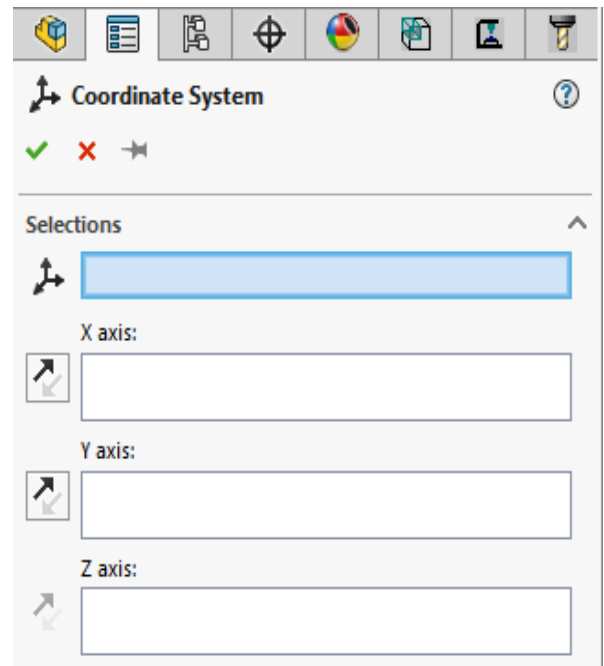 Coordinate System
Selections
X axis:
Y axis:
Z axis: